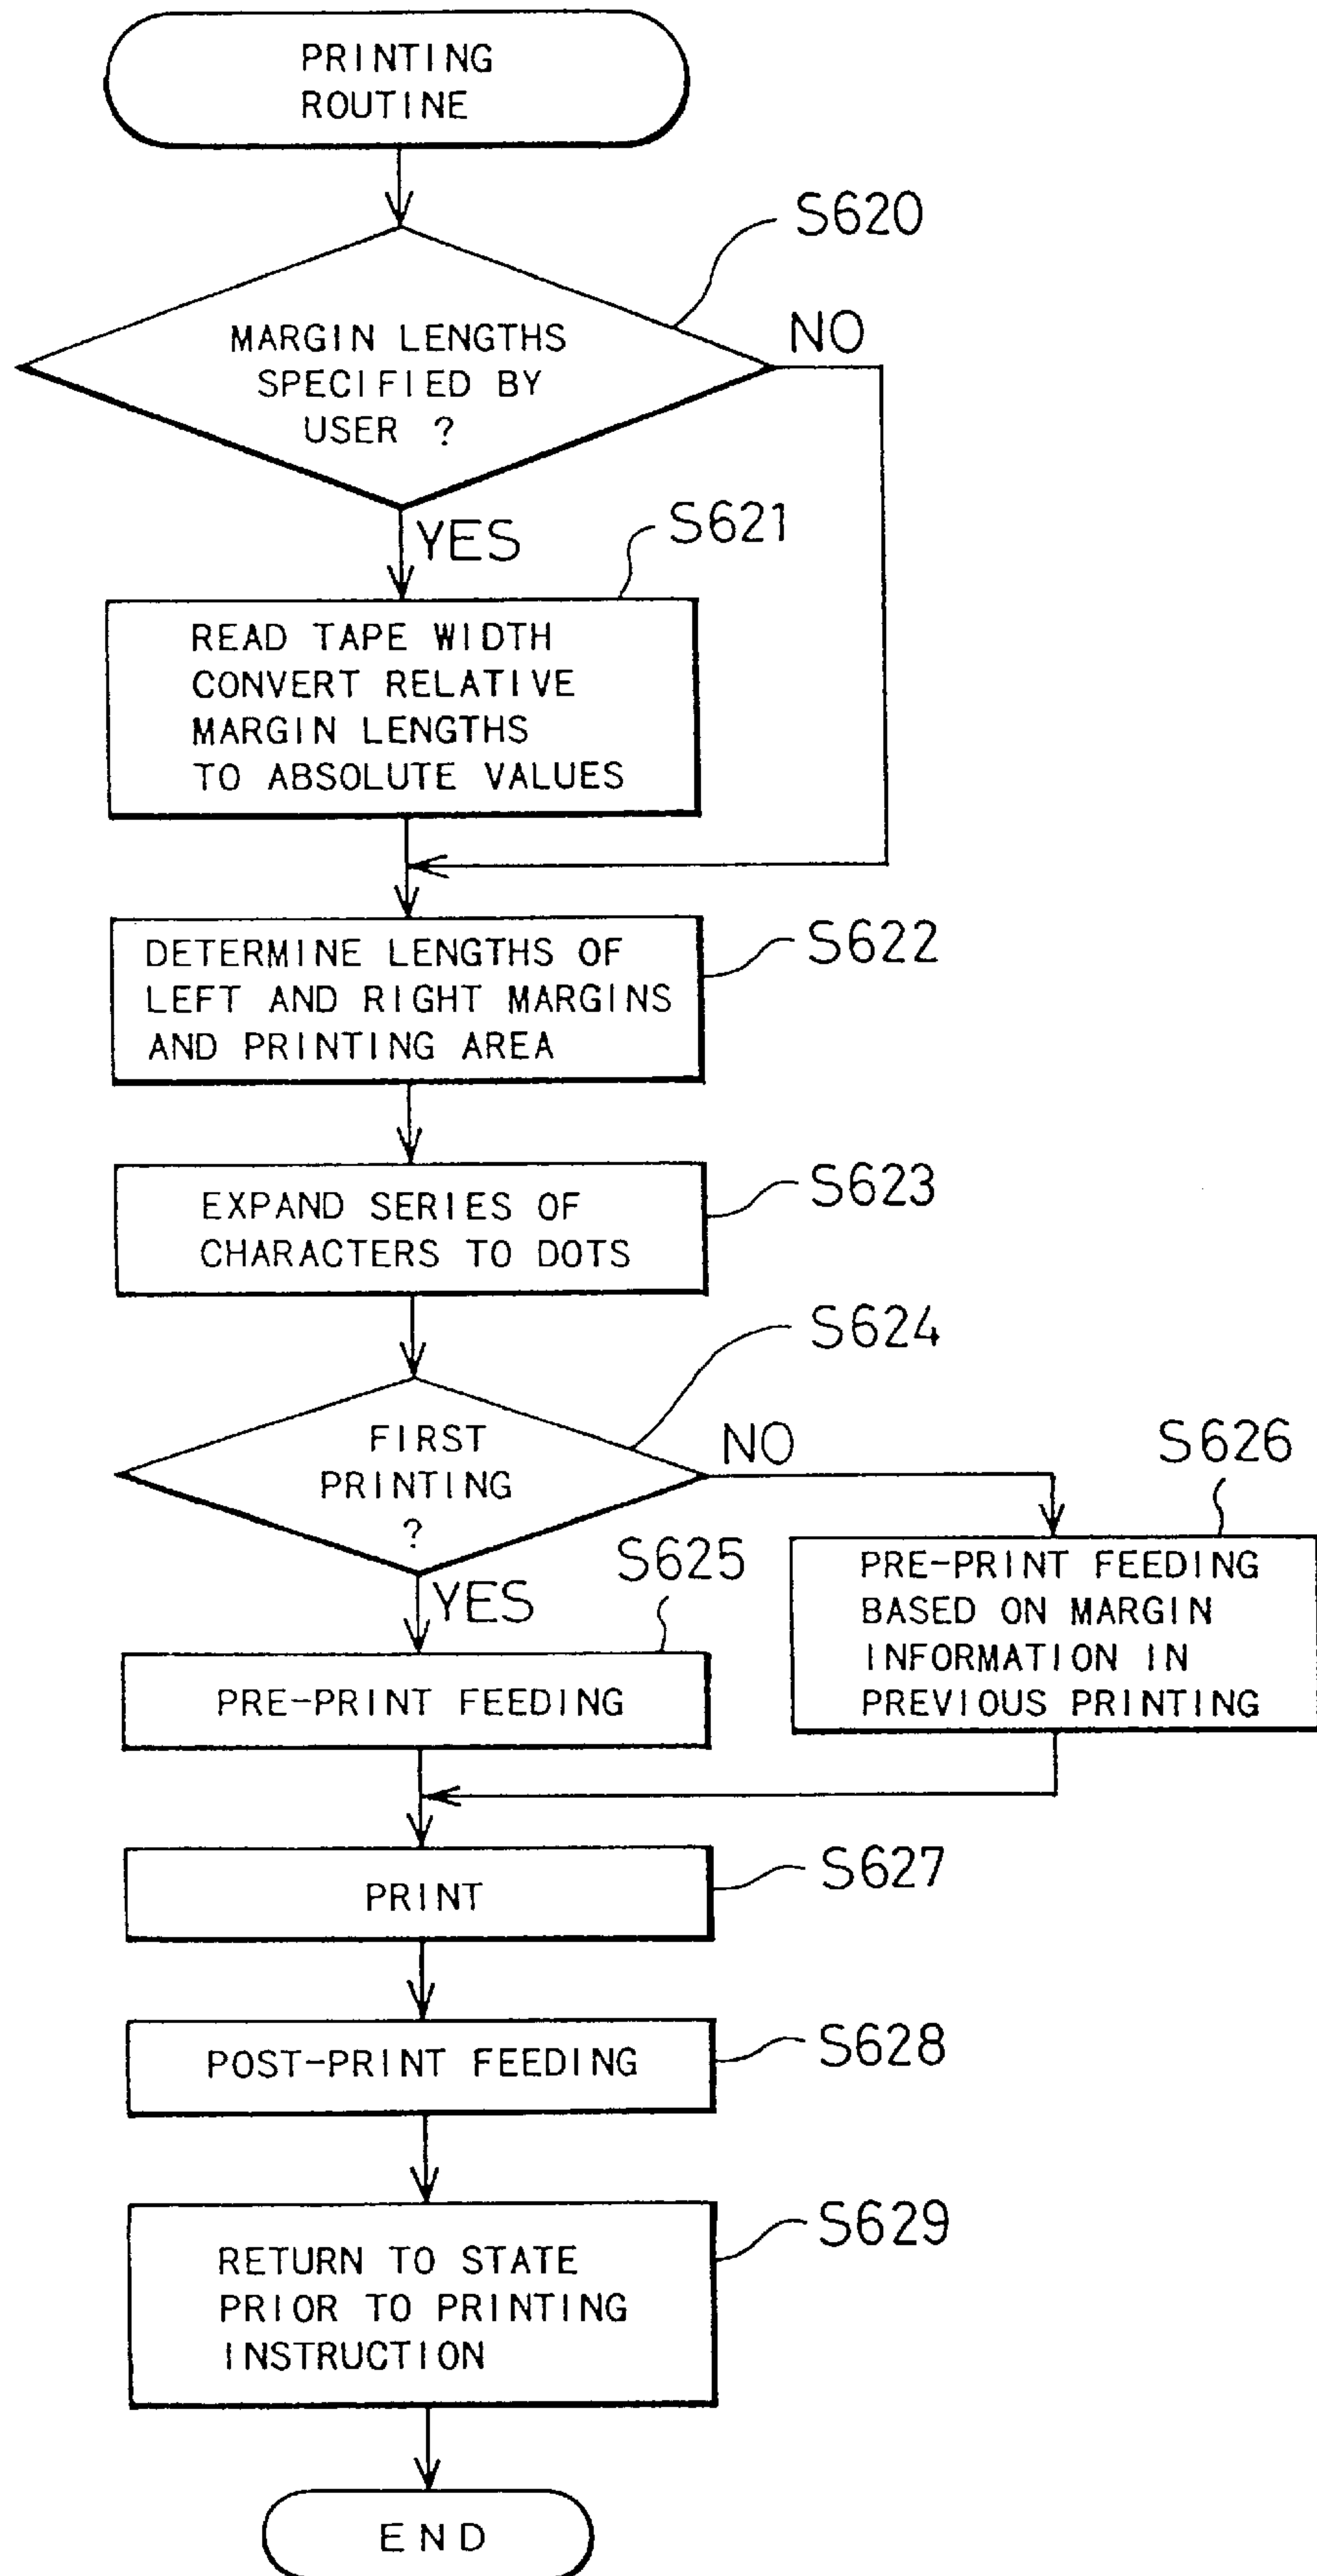 PRINTING
ROUTINE
S620
MARGIN LENGTHS
SPECIFIED BY
USER ?
NO
YES
S621
READ TAPE WIDTH
CONVERT RELATIVE
MARGIN LENGTHS
TO ABSOLUTE VALUES
S622
DETERMINE LENGTHS OF
LEFT AND RIGHT MARGINS
AND PRINTING AREA
S623
EXPAND SERIES OF
CHARACTERS TO DOTS
S624
FIRST
PRINTING
?
NO
YES
S625
PRE-PRINT FEEDING
S626
PRE-PRINT FEEDING
BASED ON MARGIN
INFORMATION IN
PREVIOUS PRINTING
S627
PRINT
S628
POST-PRINT FEEDING
S629
RETURN TO STATE
PRIOR TO PRINTING
INSTRUCTION
END